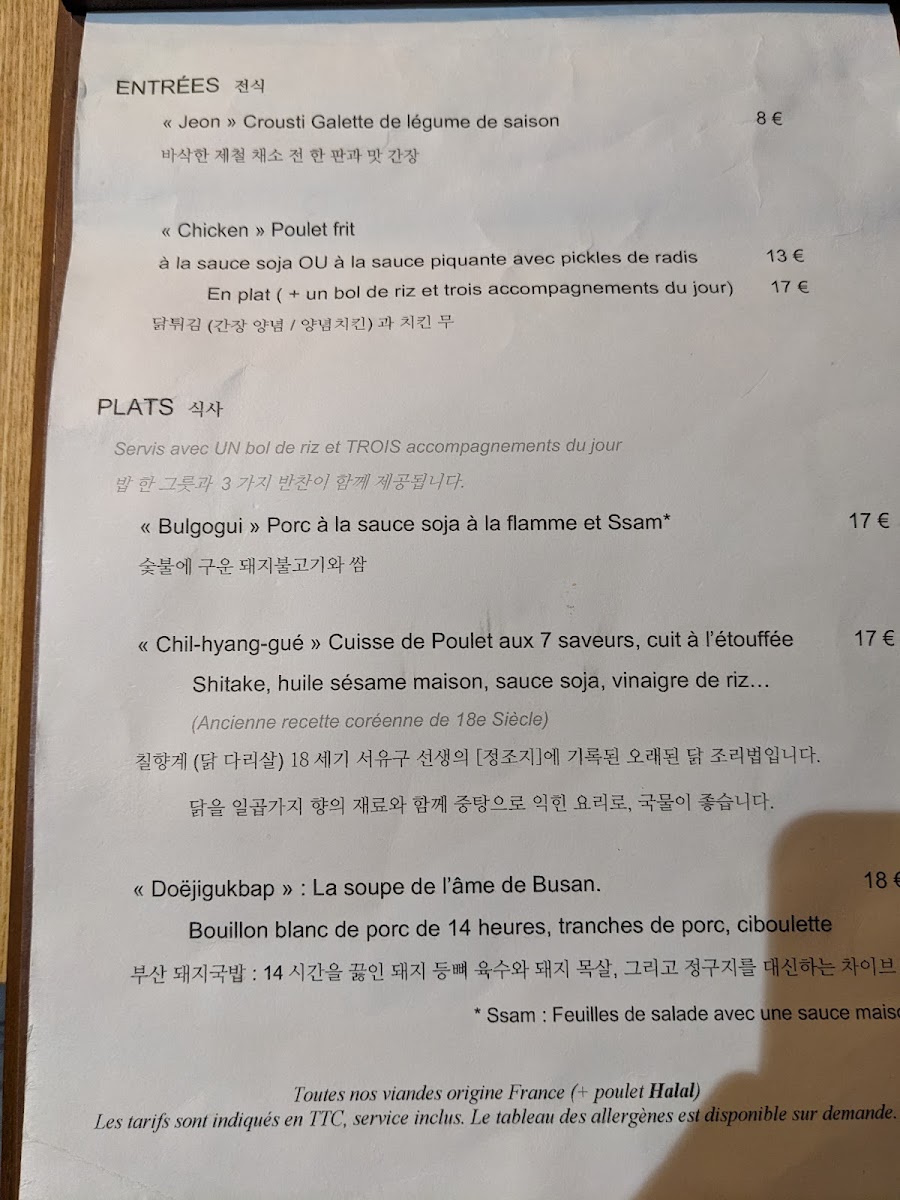 ENTRÉES 전식
« Jeon » Crousti Galette de légume de saison 8 €
바삭한 제철 채소 전 한 판과 맛 간장
« Chicken » Poulet frit
à la sauce soja OU à la sauce piquante avec pickles de radis 13 €
En plat ( + un bol de riz et trois accompagnements du jour) 17 €
닭튀김 (간장 양념 / 양념치킨) 과 치킨 무
PLATS 식사
Servis avec UN bol de riz et TROIS accompagnements du jour
밥 한 그릇과 3 가지 반찬이 함께 제공됩니다.
« Bulgogui » Porc à la sauce soja à la flamme et Ssam* 17 €
숯불에 구운 돼지불고기와 쌈
« Chil-hyang-gué » Cuisse de Poulet aux 7 saveurs, cuit à l'étouffée 17 €
Shitake, huile sésame maison, sauce soja, vinaigre de riz…
(Ancienne recette coréenne de 18e Siècle)
칠향계 (닭 다리살) 18 세기 서유구 선생의 [정조지]에 기록된 오래된 닭 조리법입니다.
닭을 일곱가지 향의 재료와 함께 중탕으로 익힌 요리로, 국물이 좋습니다.
« Doëjigukbap » : La soupe de l'âme de Busan. 18 €
Bouillon blanc de porc de 14 heures, tranches de porc, ciboulette
부산 돼지국밥 : 14 시간을 끓인 돼지 등뼈 육수와 돼지 목살, 그리고 정구지를 대신하는 차이브
* Ssam : Feuilles de salade avec une sauce mais
Toutes nos viandes origine France (+ poulet Halal)
Les tarifs sont indiqués en TTC, service inclus. Le tableau des allergènes est disponible sur demande.